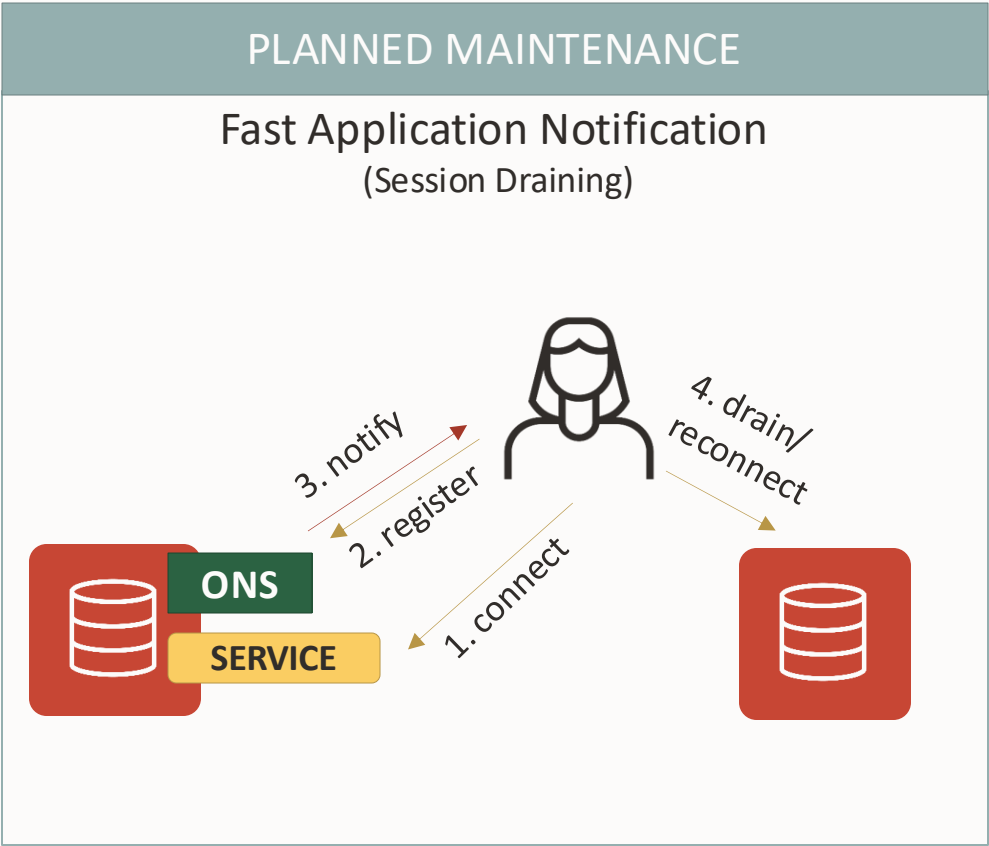 PLANNED MAINTENANCE
Fast Application Notification
(Session Draining)
4. drain/
reconnect
3. notify
2. register
1. connect
ONS
SERVICE